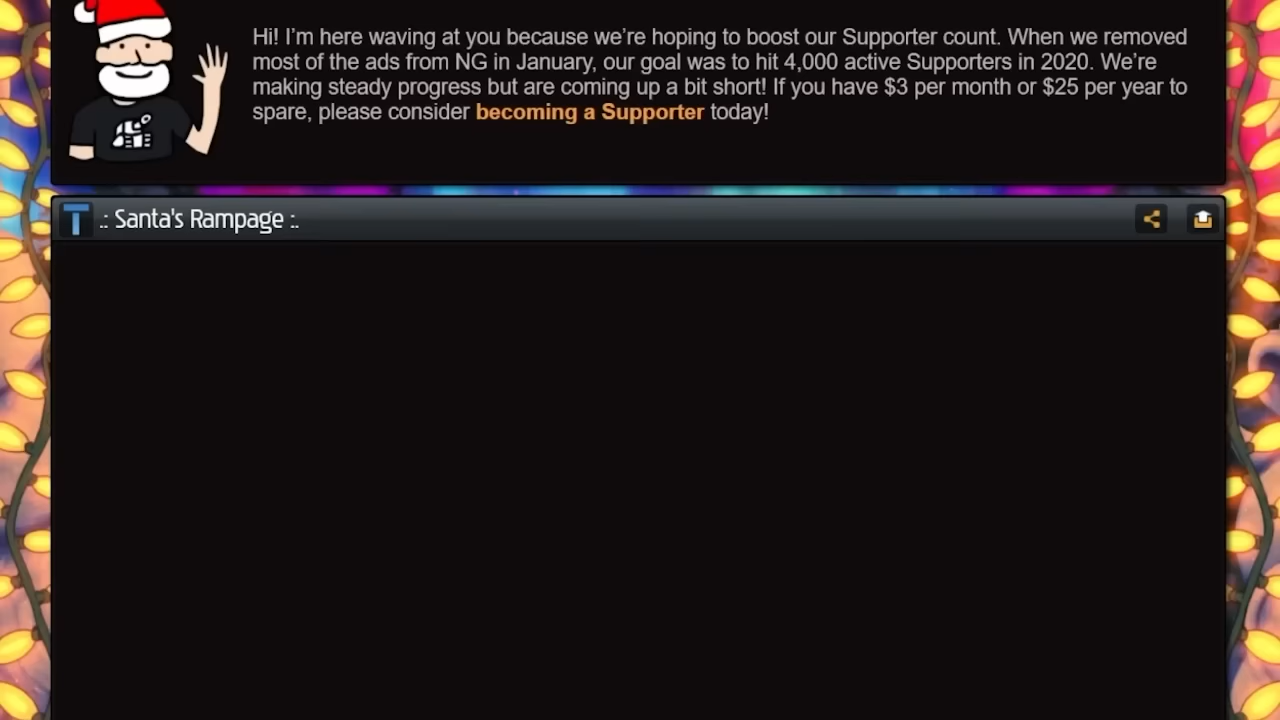 Hi! I’m here waving at you because we’re hoping to boost our Supporter count. When we removed
most of the ads from NG in January, our goal was to hit 4,000 active Supporters in 2020. We’re
making steady progress but are coming up a bit short! If you have $3 per month or $25 per year to
spare, please consider becoming a Supporter today!
T .: Santa's Rampage :.